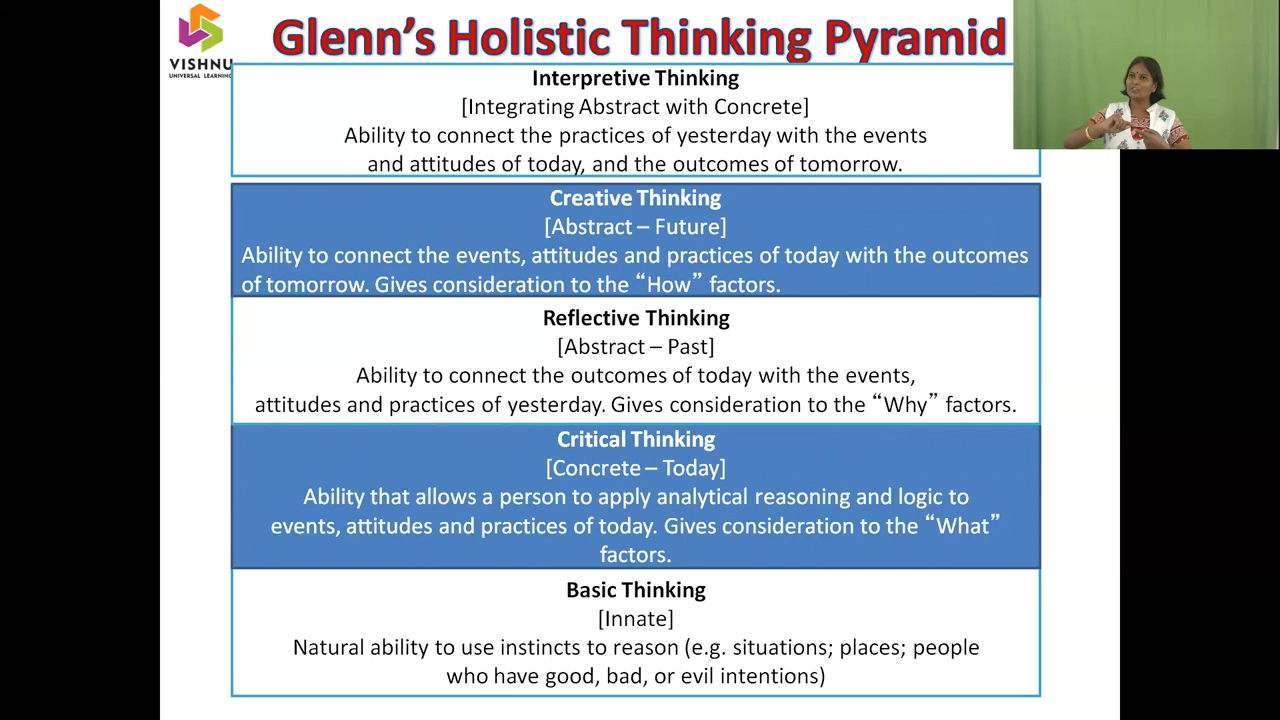 VISHNU
UNIVERSAL LEARNING
Glenn’s Holistic Thinking Pyramid
Interpretive Thinking
[Integrating Abstract with Concrete]
Ability to connect the practices of yesterday with the events
and attitudes of today, and the outcomes of tomorrow.
Creative Thinking
[Abstract – Future]
Ability to connect the events, attitudes and practices of today with the outcomes
of tomorrow. Gives consideration to the “How” factors.
Reflective Thinking
[Abstract – Past]
Ability to connect the outcomes of today with the events,
attitudes and practices of yesterday. Gives consideration to the “Why” factors.
Critical Thinking
[Concrete – Today]
Ability that allows a person to apply analytical reasoning and logic to
events, attitudes and practices of today. Gives consideration to the “What”
factors.
Basic Thinking
[Innate]
Natural ability to use instincts to reason (e.g. situations; places; people
who have good, bad, or evil intentions)